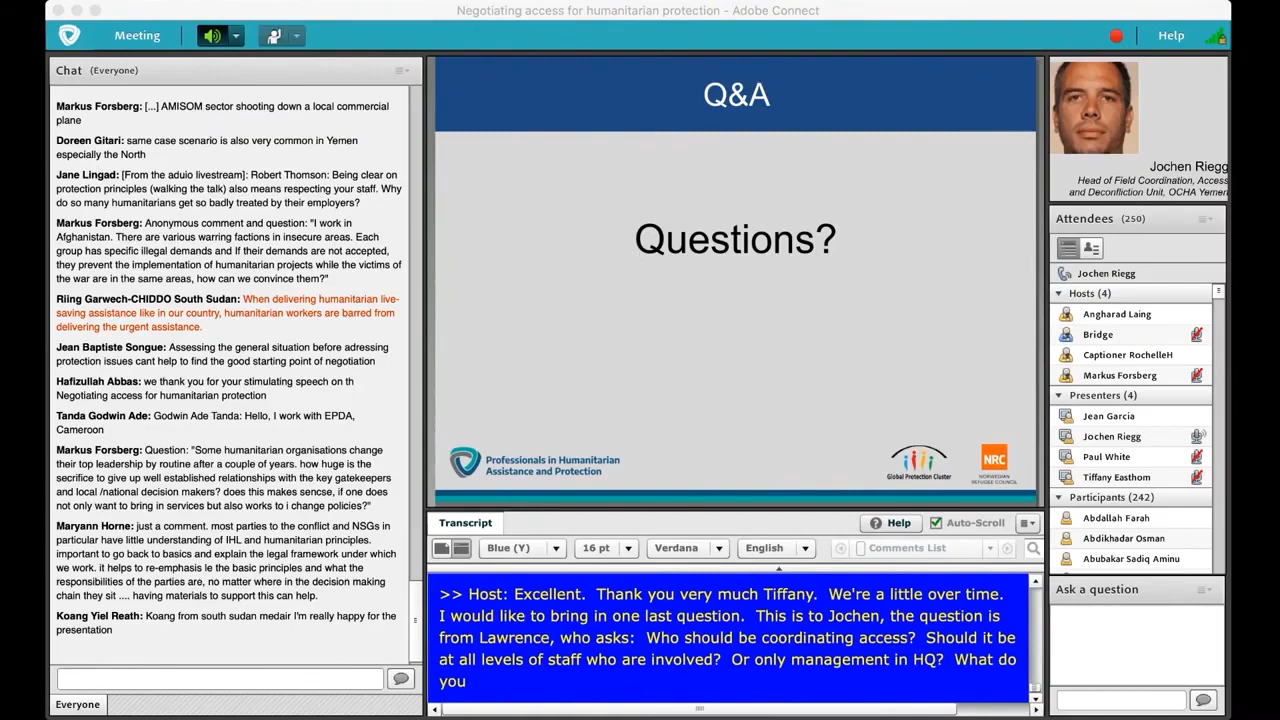 Negotiating access for humanitarian protection - Adobe Connect
Meeting
Help
Chat (Everyone)
Markus Forsberg: [...] AMISOM sector shooting down a local commercial
plane
Doreen Gitari: same case scenario is also very common in Yemen
especially the North
Jane Lingad: [From the aduio livestream]: Robert Thomson: Being clear on
protection principles (walking the talk) also means respecting your staff. Why
do so many humanitarians get so badly treated by their employers?
Markus Forsberg: Anonymous comment and question: "I work in
Afghanistan. There are various warring factions in insecure areas. Each
group has specific illegal demands and If their demands are not accepted,
they prevent the implementation of humanitarian projects while the victims of
the war are in the same areas, how can we convince them?"
Riing Garwech-CHIDDO South Sudan: When delivering humanitarian live-
saving assistance like in our country, humanitarian workers are barred from
delivering the urgent assistance.
Jean Baptiste Songue: Assessing the general situation before adressing
protection issues cant help to find the good starting point of negotiation
Hafizullah Abbas: we thank you for your stimulating speech on th
Negotiating access for humanitarian protection
Tanda Godwin Ade: Godwin Ade Tanda: Hello, I work with EPDA,
Cameroon
Markus Forsberg: Question: "Some humanitarian organisations change
their top leadership by routine after a couple of years. how huge is the
secrifice to give up well established relationships with the key gatekeepers
and local /national decision makers? does this makes sencse, if one does
not only want to bring in services but also works to i change policies?"
Maryann Horne: just a comment. most parties to the conflict and NSGs in
particular have little understanding of IHL and humanitarian principles.
important to go back to basics and explain the legal framework under which
we work. it helps to re-emphasis le the basic principles and what the
responsibilities of the parties are, no matter where in the decision making
chain they sit .... having materials to support this can help.
Koang Yiel Reath: Koang from south sudan medair I'm really happy for the
presentation
Everyone
Q&A
Questions?
Professionals in Humanitarian
Assistance and Protection
Global Protection Cluster
NRC
NORWEGIAN
REFUGEE COUNCIL
Transcript
Help
Auto-Scroll
Blue (Y)
16 pt
Verdana
English
Comments List
>> Host: Excellent. Thank you very much Tiffany. We're a little over time.
I would like to bring in one last question. This is to Jochen, the question is
from Lawrence, who asks: Who should be coordinating access? Should it be
at all levels of staff who are involved? Or only management in HQ? What do
you
Jochen Riegg
Head of Field Coordination, Access
and Deconfliction Unit, OCHA Yemen
Attendees (250)
Jochen Riegg
Hosts (4)
Angharad Laing
Bridge
Captioner RochelleH
Markus Forsberg
Presenters (4)
Jean Garcia
Jochen Riegg
Paul White
Tiffany Easthom
Participants (242)
Abdallah Farah
Abdikhadar Osman
Abubakar Sadiq Aminu
Ask a question